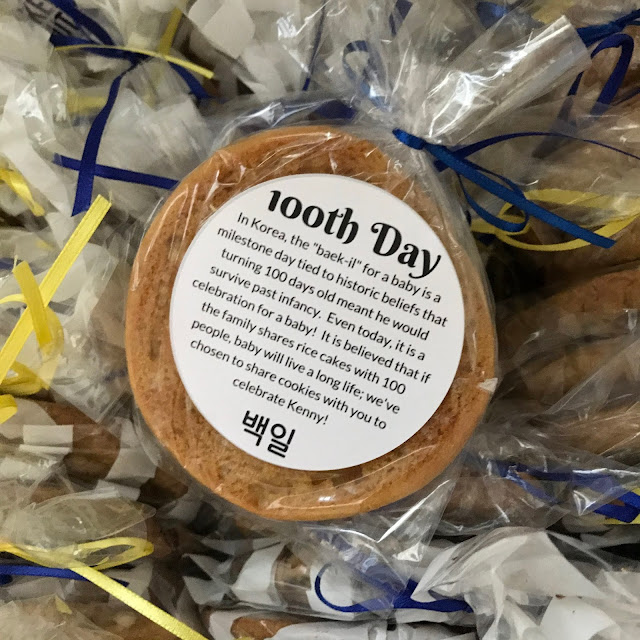 100th Day
In Korea, the "baek-il" for a baby is a
milestone day tied to historic beliefs that
turning 100 days old meant he would
survive past infancy. Even today, it is a
celebration for a baby! It is believed that if
the family shares rice cakes with 100
people, baby will live a long life; we've
chosen to share cookies with you to
celebrate Kenny!
백일